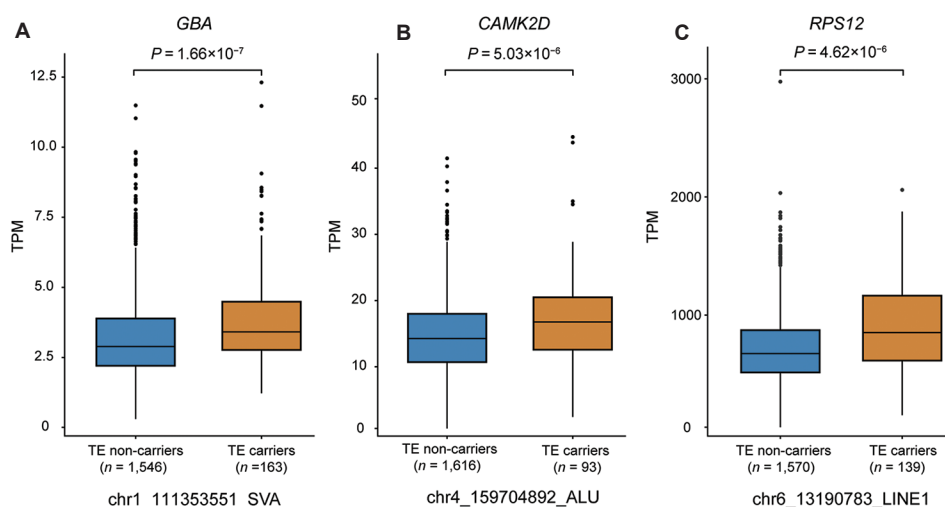 A
GBA
P = 1.66×10⁻⁷
12.5
10.0
7.5
5.0
2.5
0
TPM
TE non-carriers
(n = 1,546)
TE carriers
(n =163)
chr1_111353551_SVA
B
CAMK2D
P = 5.03×10⁻⁶
50
40
30
20
10
0
TPM
TE non-carriers
(n = 1,616)
TE carriers
(n = 93)
chr4_159704892_ALU
C
RPS12
P = 4.62×10⁻⁶
3000
2000
1000
0
TPM
TE non-carriers
(n = 1,570)
TE carriers
(n = 139)
chr6_13190783_LINE1